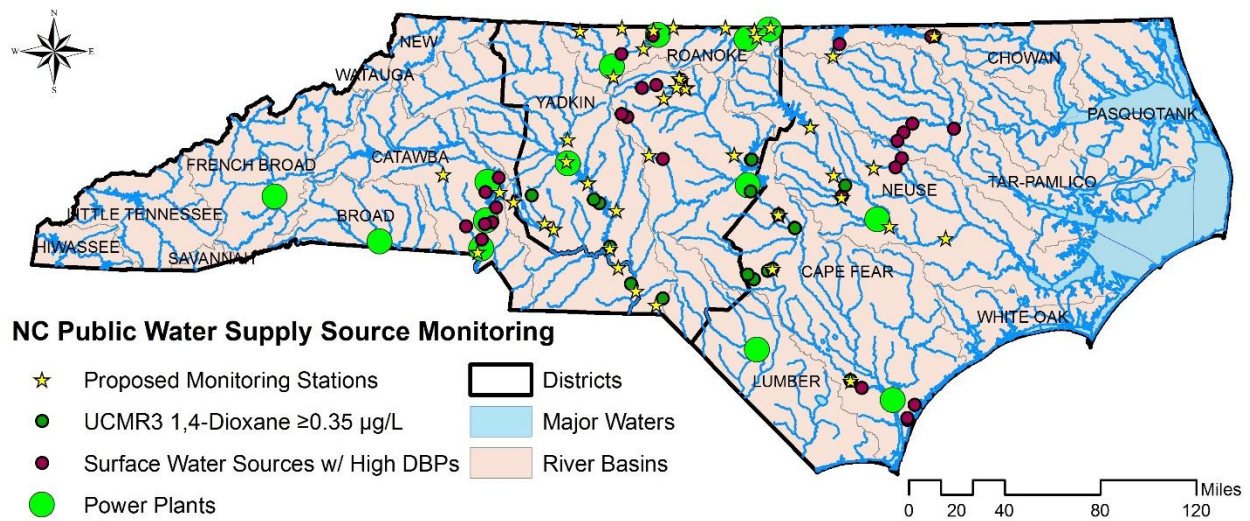 N
W E
S
NEW
WATAUGA
ROANOKE
CHOWAN
YADKIN
PASQUOTANK
FRENCH BROAD
CATAWBA
TAR-PAMLICO
NEUSE
LITTLE TENNESSEE
BROAD
HIWASSEE
SAVANNAH
CAPE FEAR
WHITE OAK
LUMBER
NC Public Water Supply Source Monitoring
Proposed Monitoring Stations
Districts
UCMR3 1,4-Dioxane ≥0.35 µg/L
Major Waters
Surface Water Sources w/ High DBPs
River Basins
Power Plants
Miles
0 20 40 80 120